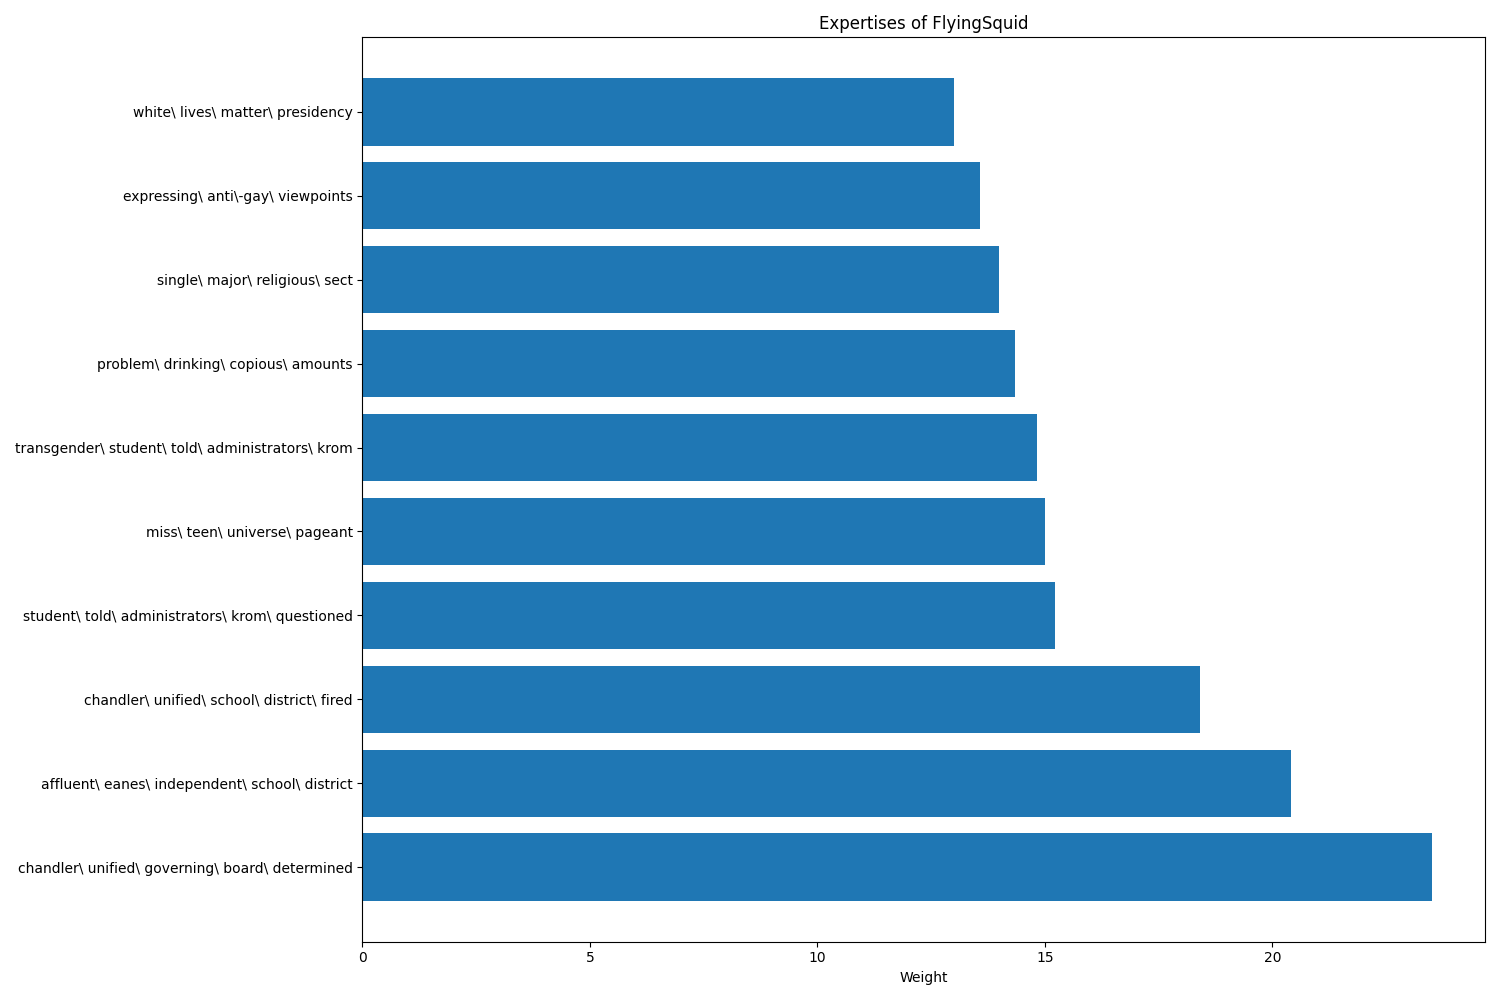 Expertises of FlyingSquid
white\ lives\ matter\ presidency
expressing\ anti\-gay\ viewpoints
single\ major\ religious\ sect
problem\ drinking\ copious\ amounts
transgender\ student\ told\ administrators\ krom
miss\ teen\ universe\ pageant
student\ told\ administrators\ krom\ questioned
chandler\ unified\ school\ district\ fired
affluent\ eanes\ independent\ school\ district
chandler\ unified\ governing\ board\ determined
0 5 10 15 20
Weight